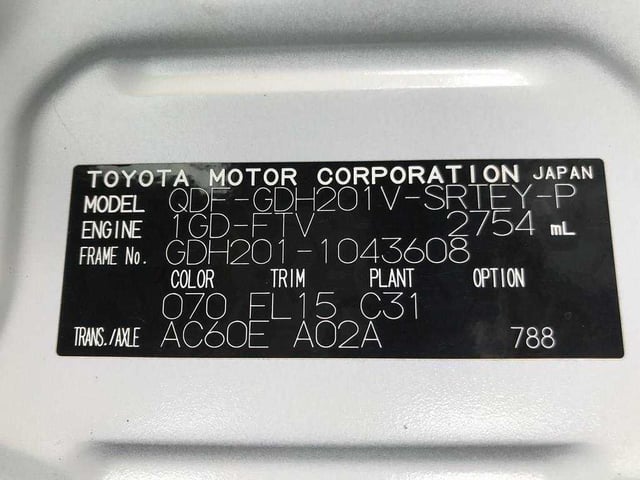 TOYOTA MOTOR CORPORATION JAPAN
MODEL QDF-GDH201V-SRTEY-P
ENGINE 1GD-FTV 2754 mL
FRAME No. GDH201-1043608
COLOR TRIM PLANT OPTION
070 FL15 C31
TRANS./AXLE AC60E A02A 788